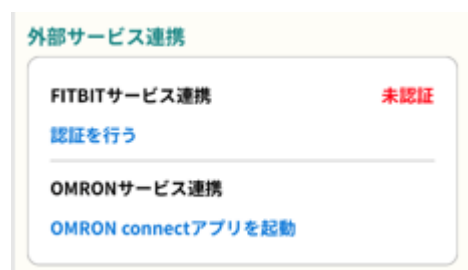 外部サービス連携
FITBITサービス連携 未認証
認証を行う
OMRONサービス連携
OMRON connectアプリを起動